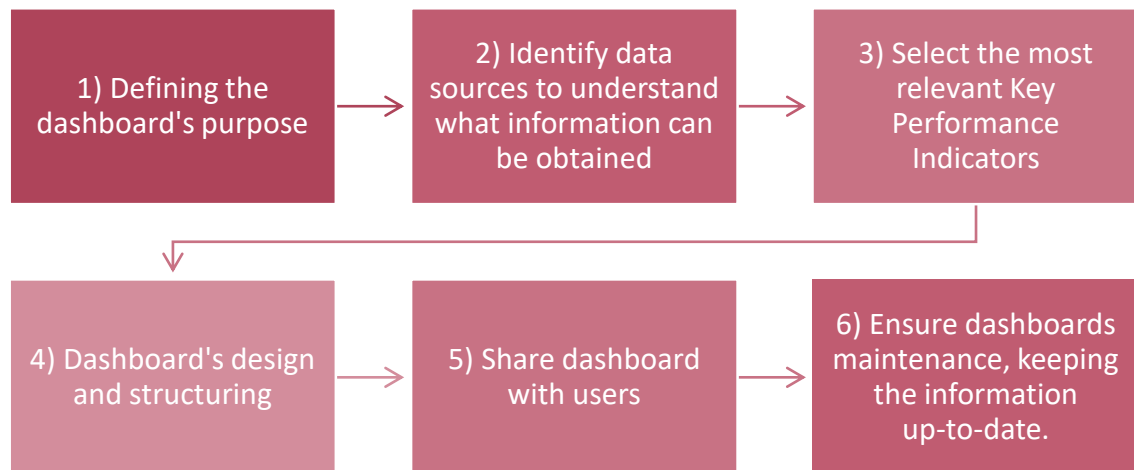 1) Defining the
dashboard's purpose
2) Identify data
sources to understand
what information can
be obtained
3) Select the most
relevant Key
Performance
Indicators
4) Dashboard's design
and structuring
5) Share dashboard
with users
6) Ensure dashboards
maintenance, keeping
the information
up-to-date.